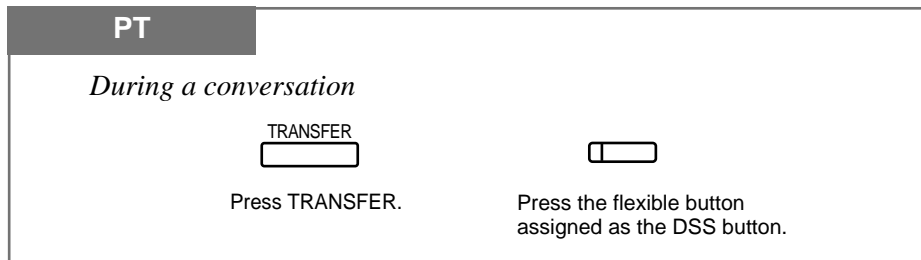 PT
During a conversation
TRANSFER
Press TRANSFER.
Press the flexible button
assigned as the DSS button.